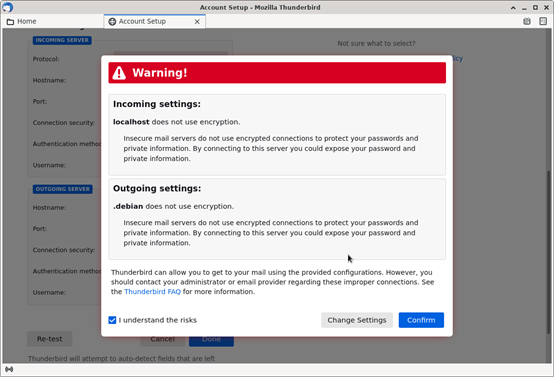 Account Setup - Mozilla Thunderbird
Home
Account Setup
INCOMING SERVER
Protocol:
Hostname:
Port:
Connection security:
Authentication
Username:
Not sure what to select?
Warning!
Incoming settings:
localhost does not use encryption.
Insecure mail servers do not use encrypted connections to protect your passwords and
private information. By connecting to this server you could expose your password and
private information.
Outgoing settings:
.debian does not use encryption.
Insecure mail servers do not use encrypted connections to protect your passwords and
private information. By connecting to this server you could expose your password and
private information.
Thunderbird can allow you to get to your mail using the provided configurations. However, you
should contact your administrator or email provider regarding these improper connections. See
the Thunderbird FAQ for more information.
I understand the risks
Change Settings
Confirm
OUTGOING SERVER
Hostname:
Port:
Connection security:
Authentication
Username:
Re-test
Cancel
Done
Thunderbird will attempt to auto-detect fields that are left